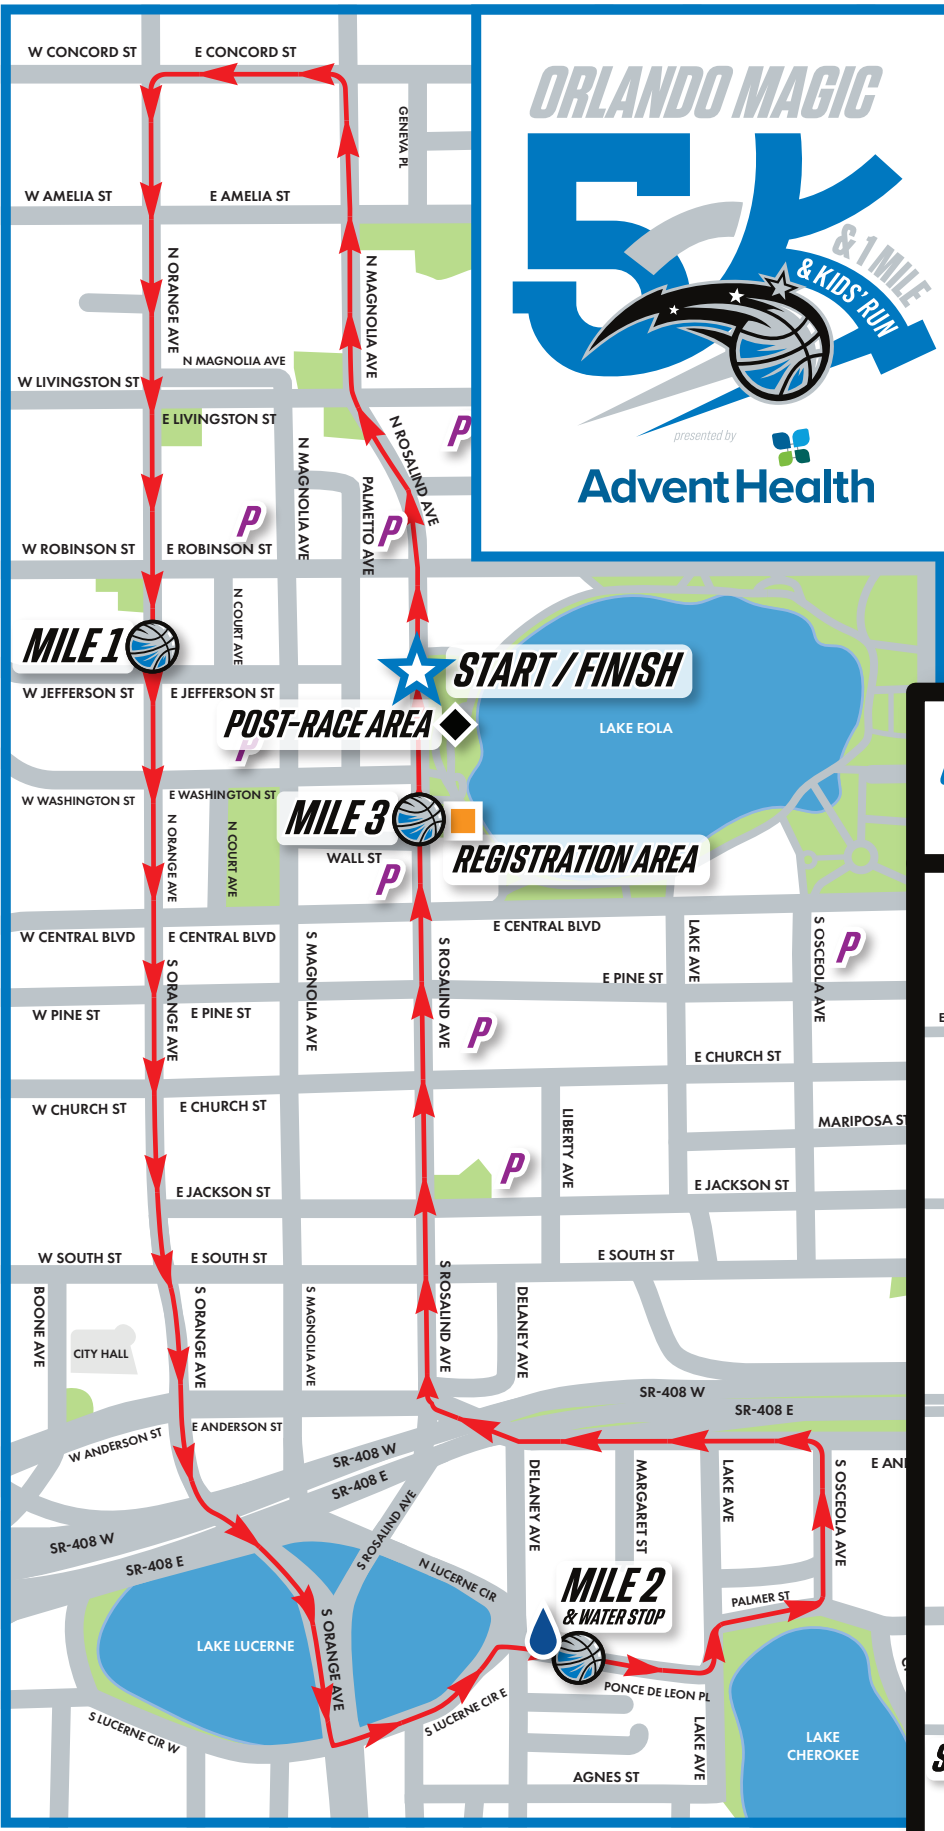 W CONCORD ST
E CONCORD ST
GENEVA PL
ORLANDO MAGIC
5K
& 1 MILE
& KIDS' RUN
presented by
AdventHealth
W AMELIA ST
E AMELIA ST
N ORANGE AVE
N MAGNOLIA AVE
N MAGNOLIA AVE
W LIVINGSTON ST
E LIVINGSTON ST
N ROSALIND AVE
P
N MAGNOLIA AVE
PALMETTO AVE
P
P
W ROBINSON ST
E ROBINSON ST
N COURT AVE
MILE 1
START / FINISH
W JEFFERSON ST
E JEFFERSON ST
POST-RACE AREA
LAKE EOLA
P
W WASHINGTON ST
E WASHINGTON ST
N ORANGE AVE
N COURT AVE
MILE 3
WALL ST
REGISTRATION AREA
P
W CENTRAL BLVD
E CENTRAL BLVD
E CENTRAL BLVD
S ORANGE AVE
S MAGNOLIA AVE
S ROSALIND AVE
LAKE AVE
S OSCEOLA AVE
P
E PINE ST
W PINE ST
E PINE ST
P
E
E CHURCH ST
W CHURCH ST
E CHURCH ST
LIBERTY AVE
MARIPOSA ST
P
E JACKSON ST
E JACKSON ST
W SOUTH ST
E SOUTH ST
E SOUTH ST
BOONE AVE
S ORANGE AVE
S MAGNOLIA AVE
S ROSALIND AVE
DELANEY AVE
CITY HALL
SR-408 W
SR-408 E
W ANDERSON ST
E ANDERSON ST
SR-408 W
SR-408 E
E AN
DELANEY AVE
MARGARET ST
LAKE AVE
S OSCEOLA AVE
SR-408 W
SR-408 E
S ROSALIND AVE
N LUCERNE CIR
MILE 2
& WATER STOP
PALMER ST
LAKE LUCERNE
S ORANGE AVE
PONCE DE LEON PL
S LUCERNE CIR W
S LUCERNE CIR E
LAKE AVE
LAKE
CHEROKEE
AGNES ST
S